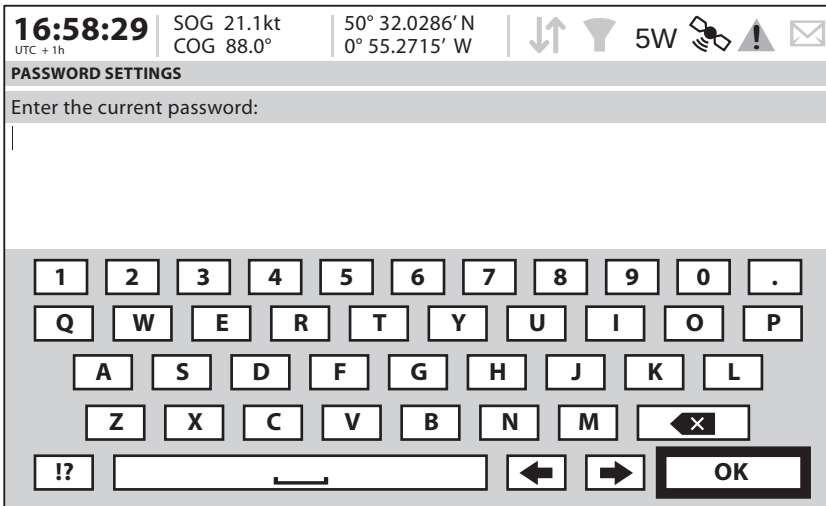 16:58:29
UTC + 1h
SOG 21.1kt
COG 88.0°
50° 32.0286′ N
0° 55.2715′ W
5W
PASSWORD SETTINGS
Enter the current password:
1 2 3 4 5 6 7 8 9 0 .
Q W E R T Y U I O P
A S D F G H J K L
Z X C V B N M
!? OK